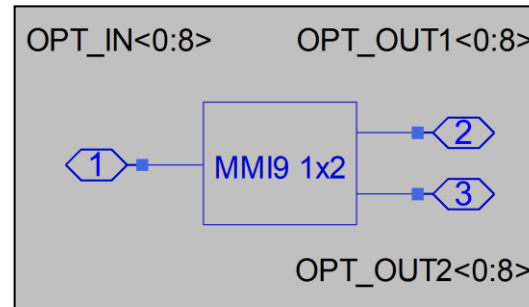 OPT_IN<0:8> OPT_OUT1<0:8>
1 MMI9 1x2 2
3
OPT_OUT2<0:8>